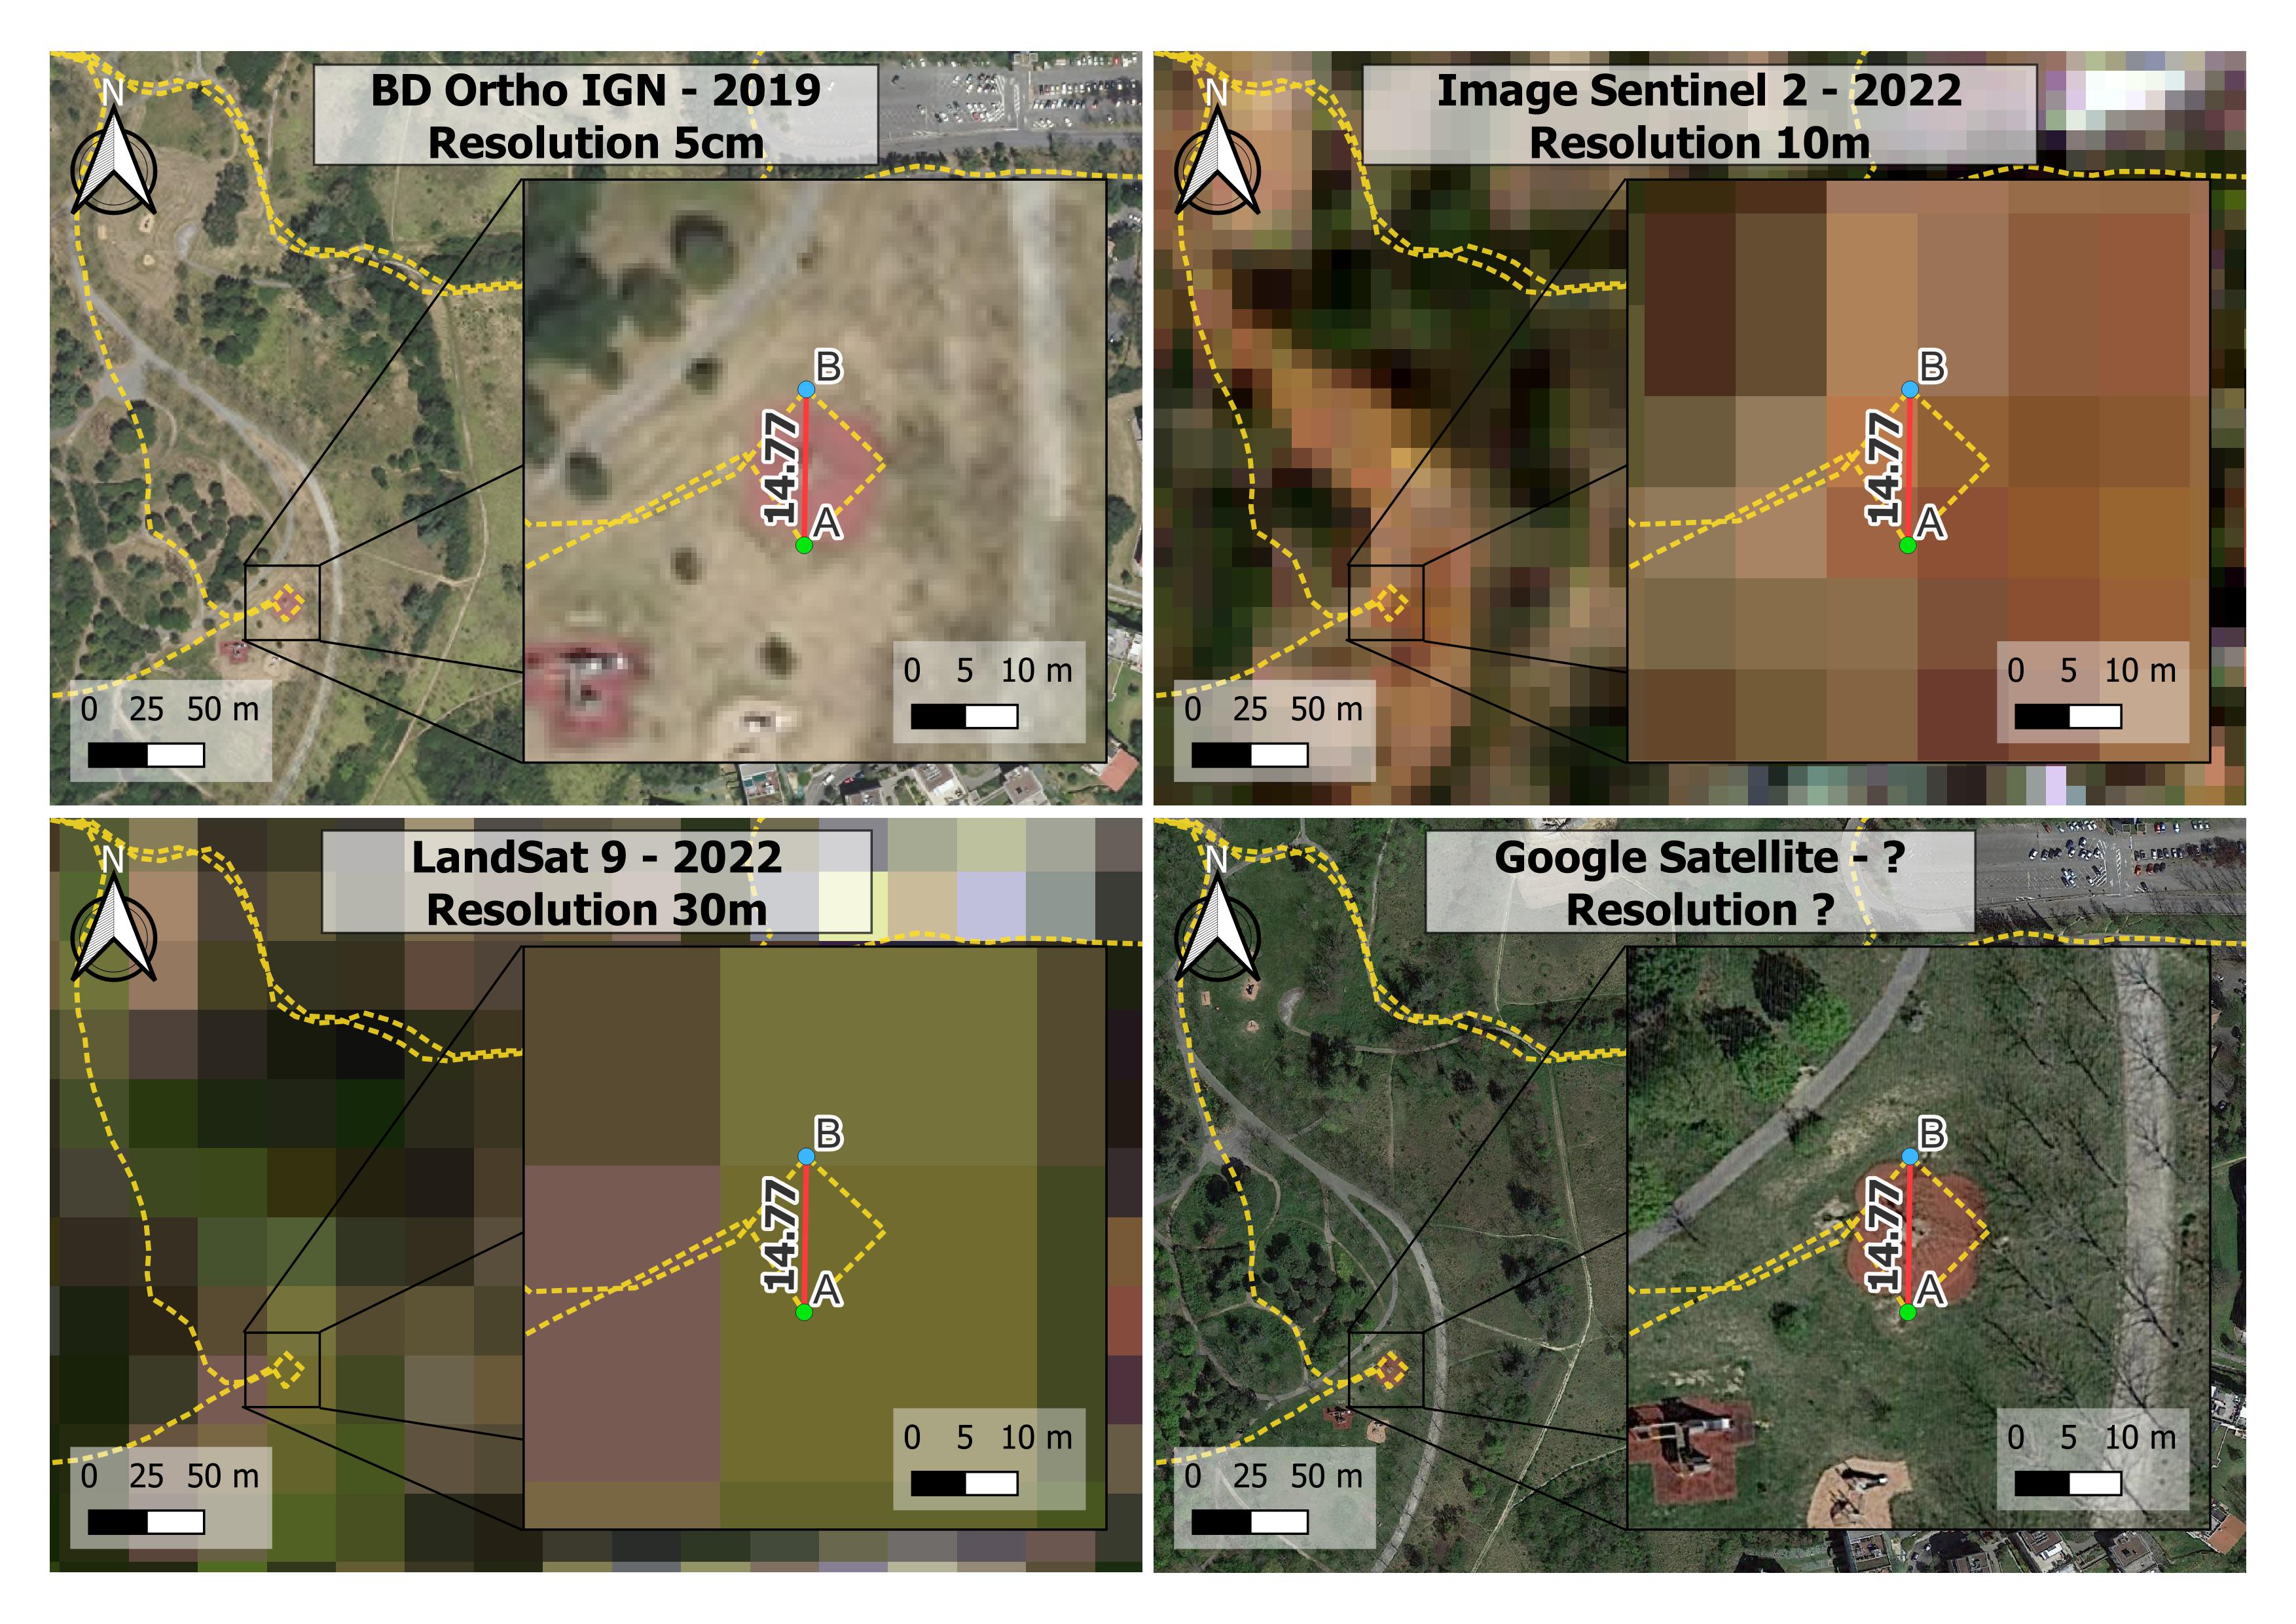 BD Ortho IGN - 2019
Resolution 5cm
N
B
14.77
A
0 5 10 m
0 25 50 m
Image Sentinel 2 - 2022
Resolution 10m
N
B
14.77
A
0 5 10 m
0 25 50 m
LandSat 9 - 2022
Resolution 30m
N
B
14.77
A
0 5 10 m
0 25 50 m
Google Satellite - ?
Resolution ?
N
B
14.77
A
0 5 10 m
0 25 50 m